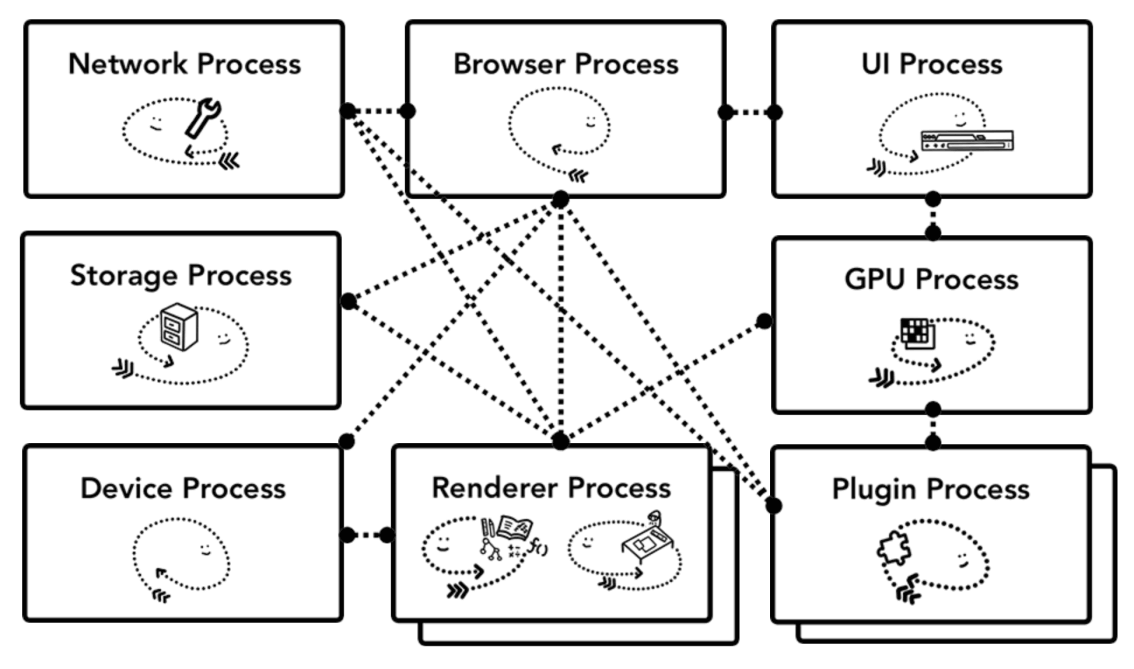 Network Process
Browser Process
UI Process
Storage Process
GPU Process
Device Process
Renderer Process
Plugin Process
f()